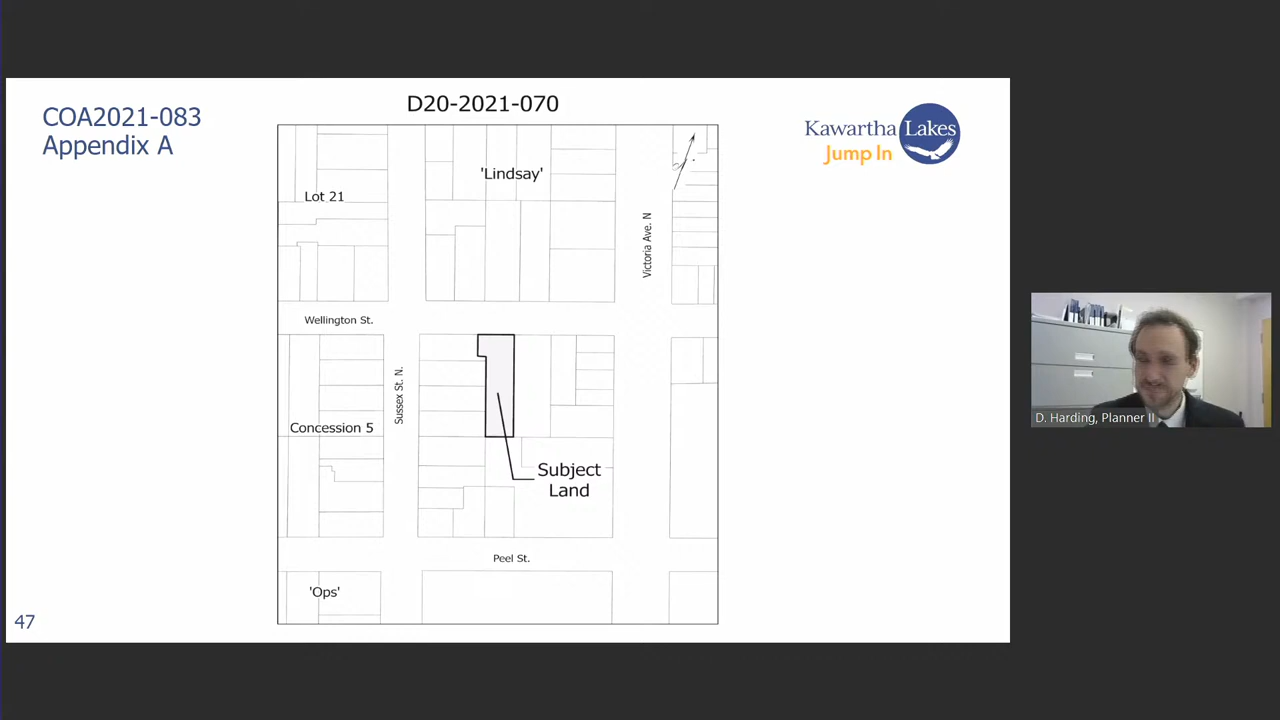 COA2021-083
Appendix A
D20-2021-070
Kawartha Lakes
Jump In
'Lindsay'
Lot 21
Victoria Ave. N
Wellington St.
Sussex St. N.
Concession 5
Subject
Land
Peel St.
'Ops'
47
D. Harding, Planner II